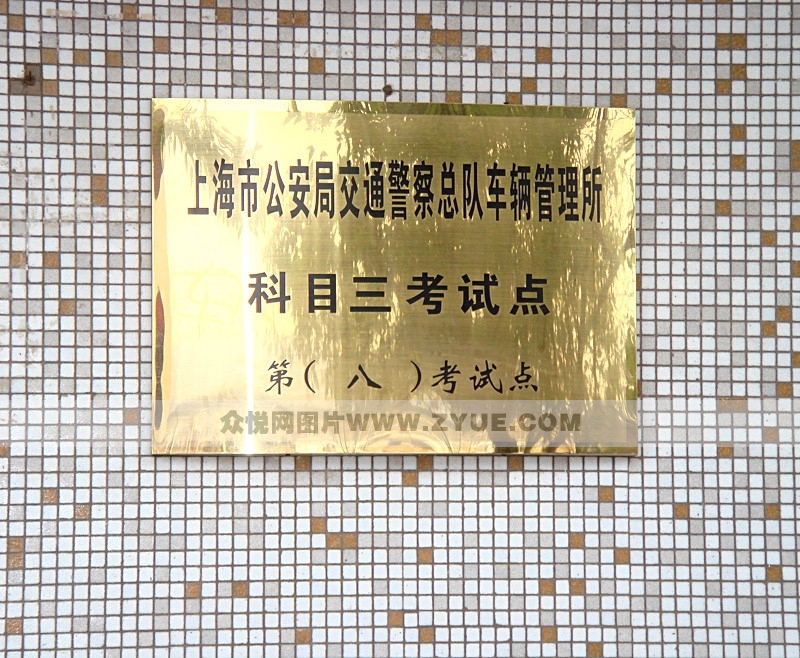 上海市公安局交通警察总队车辆管理所
科目三考试点
第（ 八 ）考试点
众悦网图片WWW.ZYUE.COM